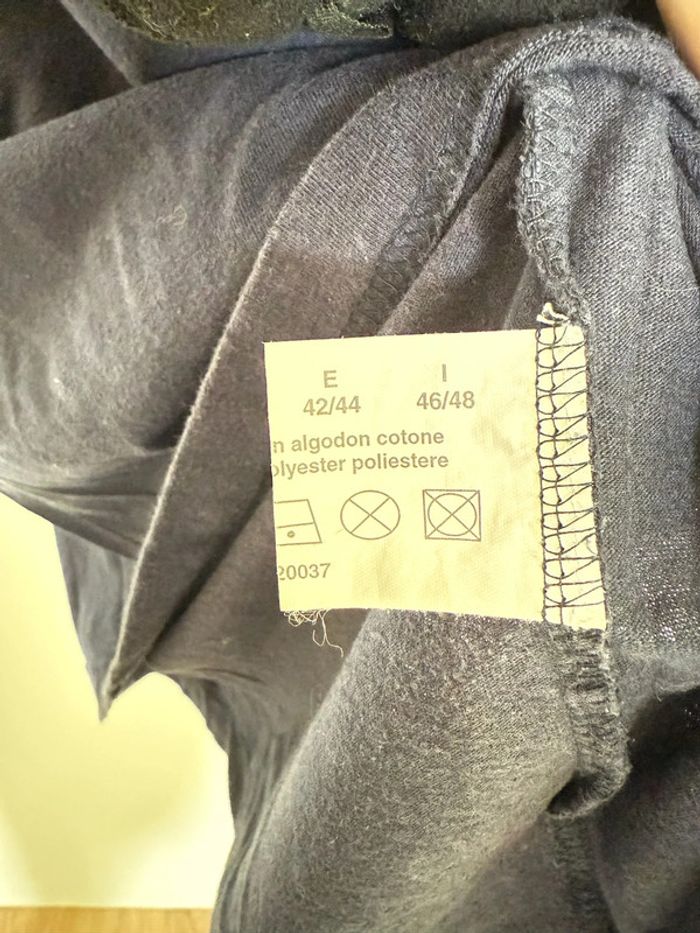 E I
42/44 46/48
n algodon cotone
olyester poliestere
20037